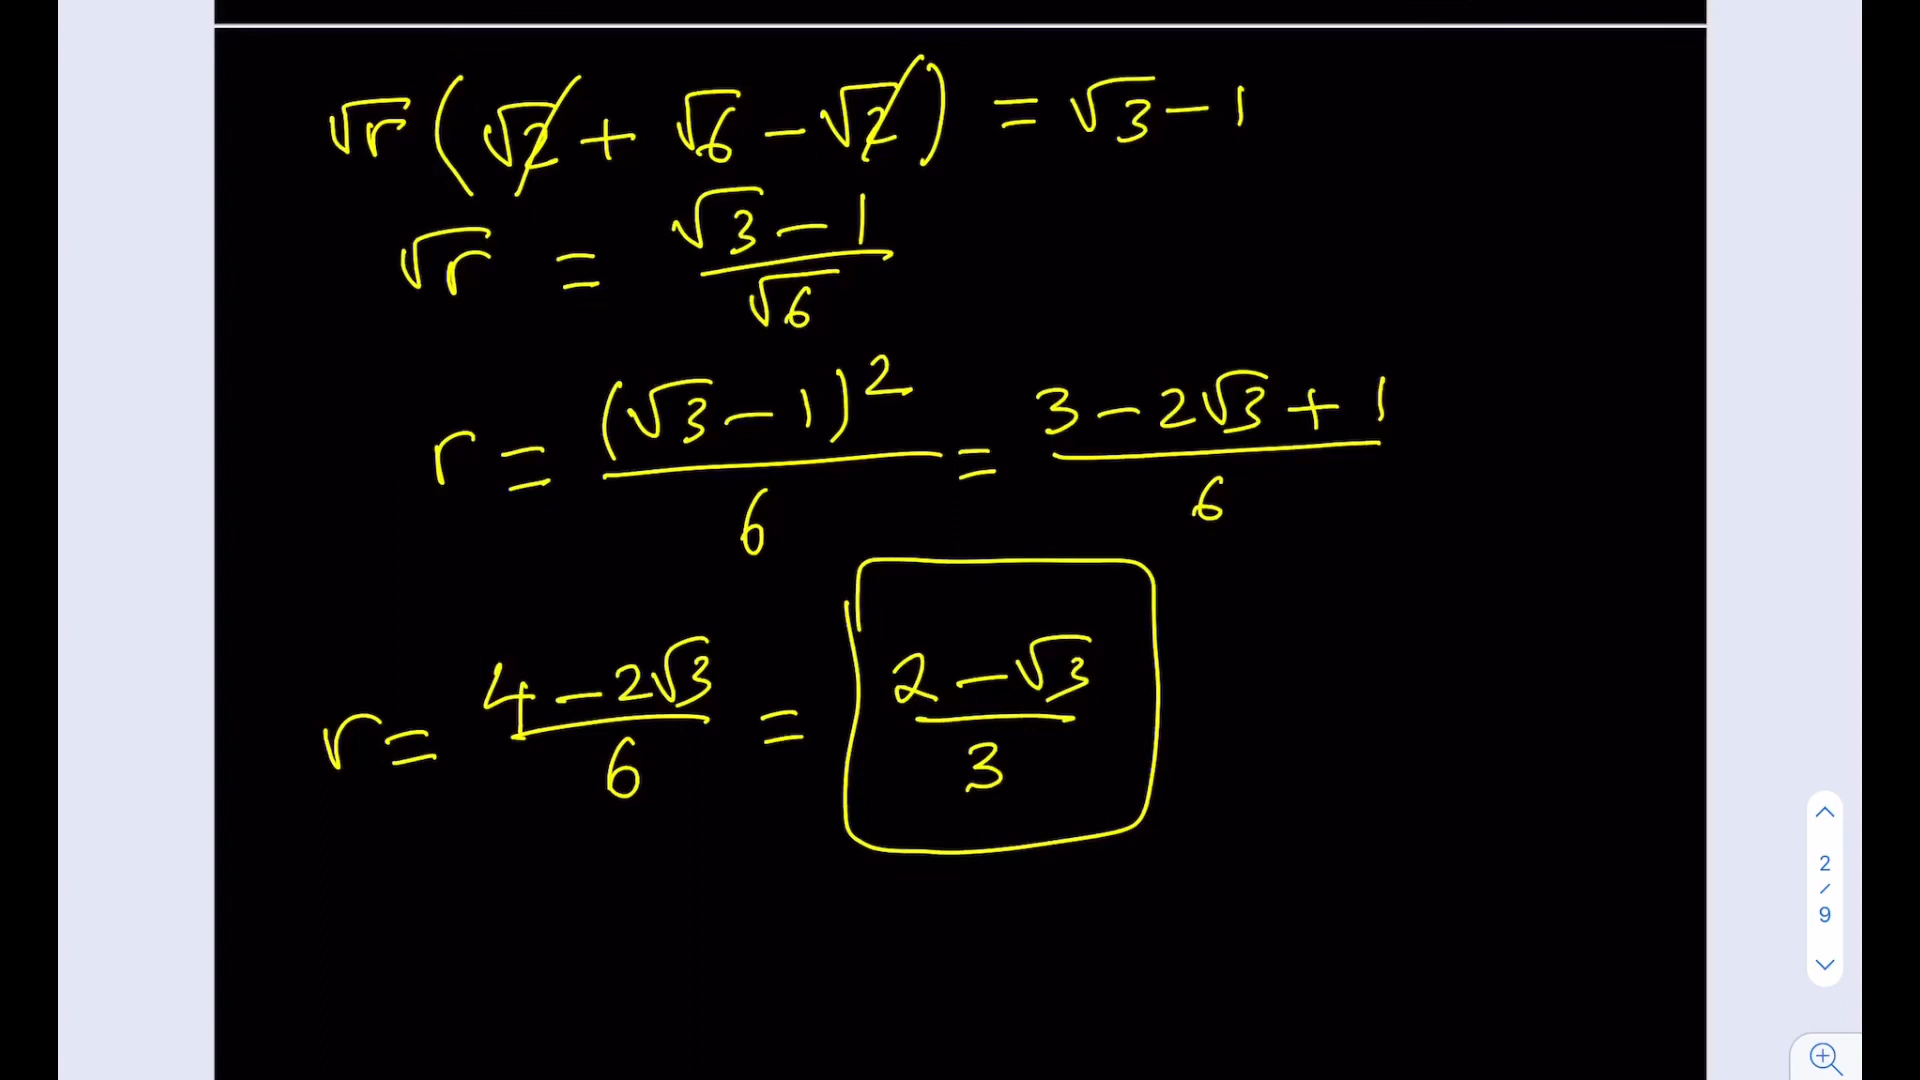 √r(√2 + √6 − √2) = √3 − 1
√r = (√3 − 1)/√6
r = (√3 − 1)²/6 = (3 − 2√3 + 1)/6
r = (4 − 2√3)/6 = (2 − √3)/3
2
/
9